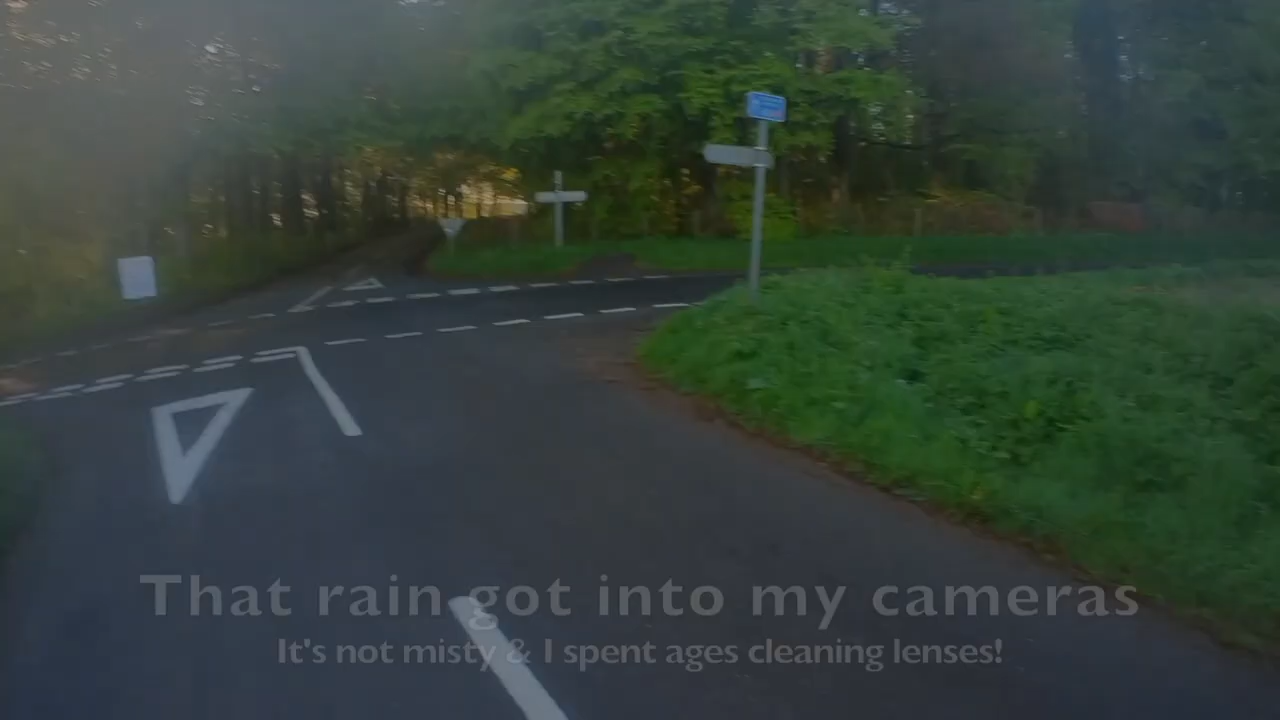 That rain got into my cameras
It's not misty & I spent ages cleaning lenses!